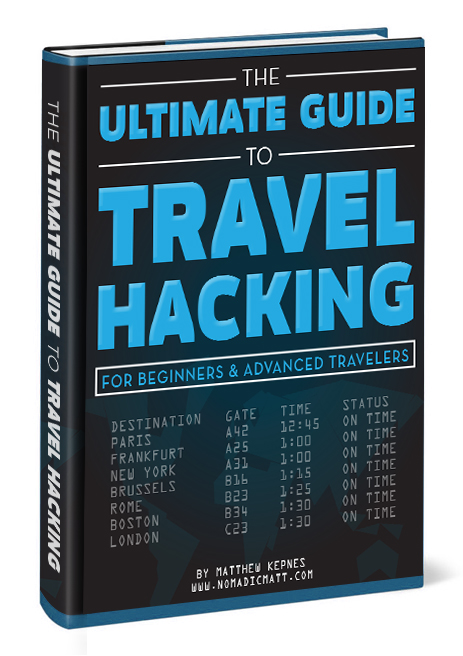 THE ULTIMATE GUIDE TO TRAVEL HACKING
THE
ULTIMATE GUIDE
TO
TRAVEL
HACKING
FOR BEGINNERS & ADVANCED TRAVELERS
DESTINATION GATE TIME STATUS
PARIS A42 12:45 ON TIME
FRANKFURT A25 1:00 ON TIME
NEW YORK A31 1:00 ON TIME
BRUSSELS B16 1:15 ON TIME
ROME B23 1:25 ON TIME
BOSTON B34 1:30 ON TIME
LONDON C23 1:30 ON TIME
BY MATTHEW KEPNES
WWW.NOMADICMATT.COM